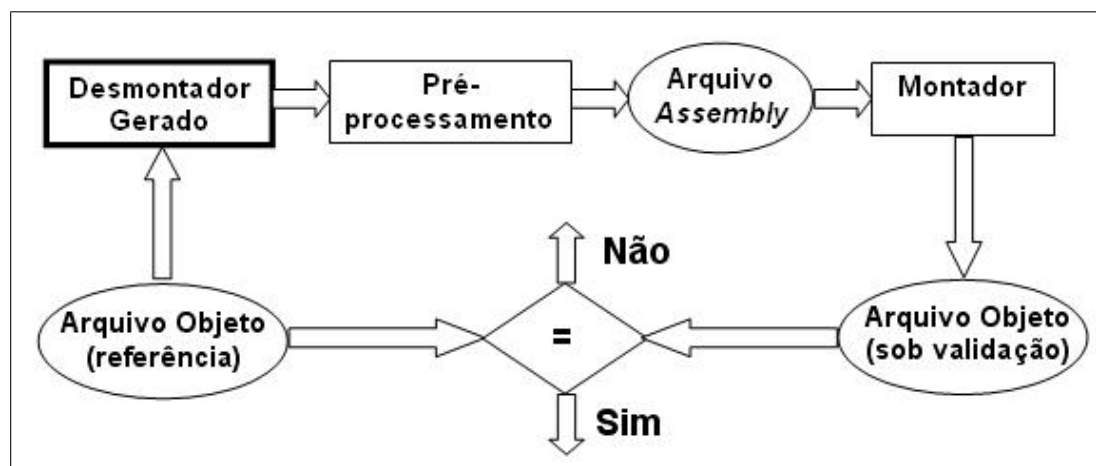 Desmontador
Gerado
Pré-
processamento
Arquivo
Assembly
Montador
Não
Arquivo Objeto
(referência)
=
Arquivo Objeto
(sob validação)
Sim